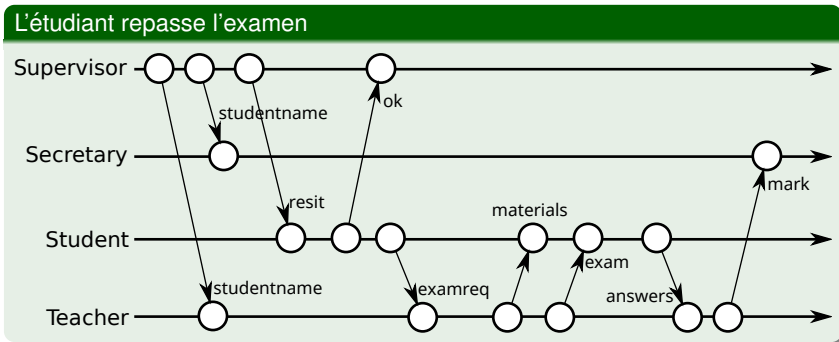 L'étudiant repasse l'examen
Supervisor
ok
studentname
Secretary
mark
resit
materials
Student
exam
studentname
examreq
answers
Teacher